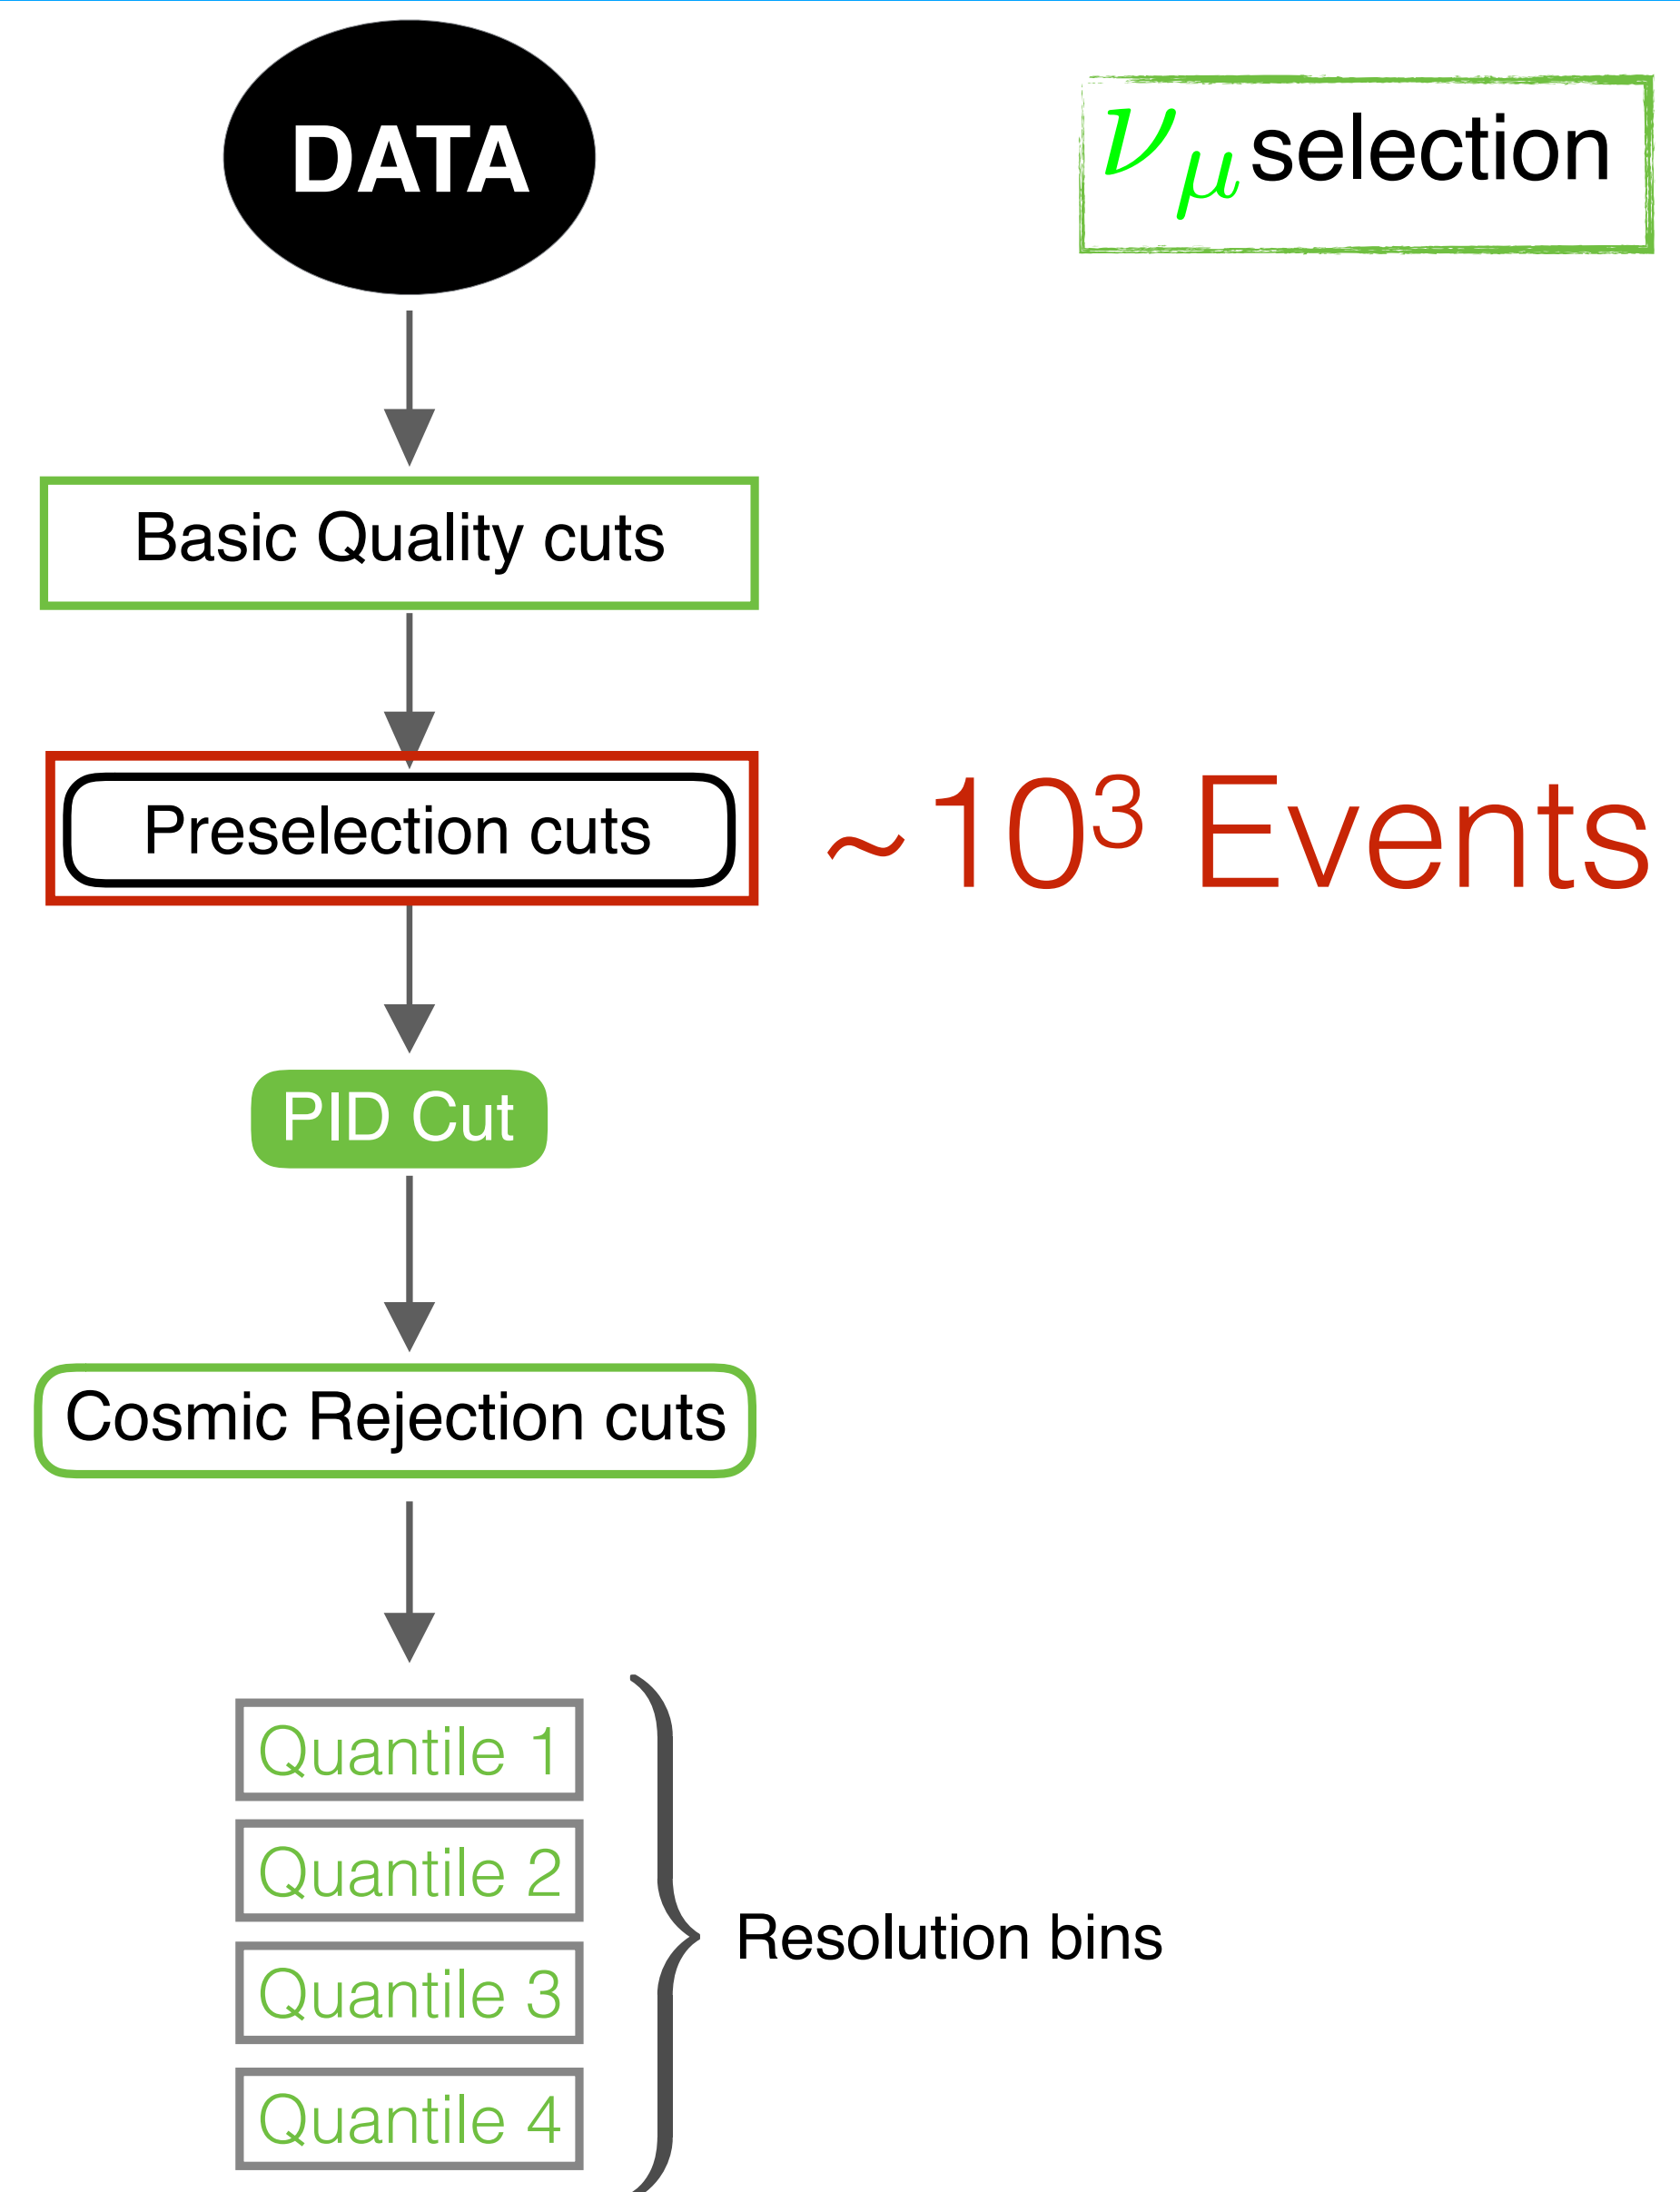 DATA
νμ selection
Basic Quality cuts
Preselection cuts
~10³ Events
PID Cut
Cosmic Rejection cuts
Quantile 1
Quantile 2
Quantile 3
Quantile 4
Resolution bins